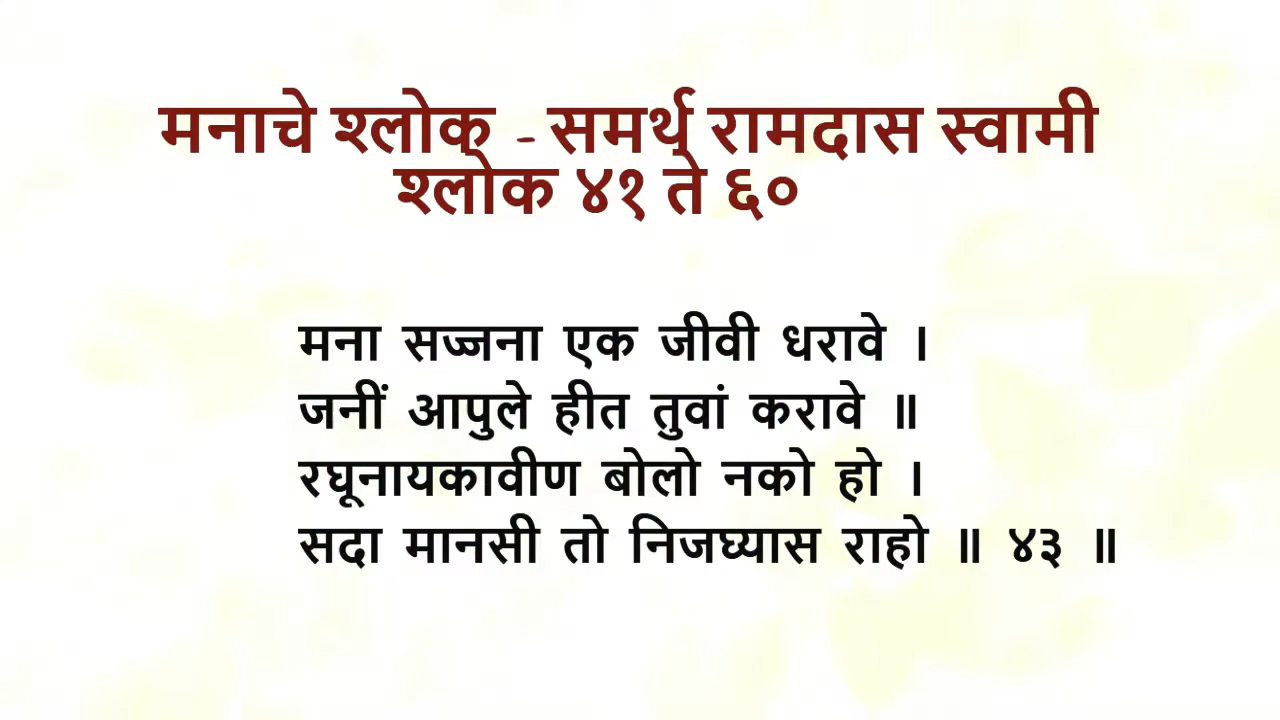 मनाचे श्लोक - समर्थ रामदास स्वामी
श्लोक ४१ ते ६०
मना सज्जना एक जीवी धरावे ।
जनीं आपुले हीत तुवां करावे ॥
रघूनायकावीण बोलो नको हो ।
सदा मानसी तो निजघ्यास राहो ॥ ४३ ॥